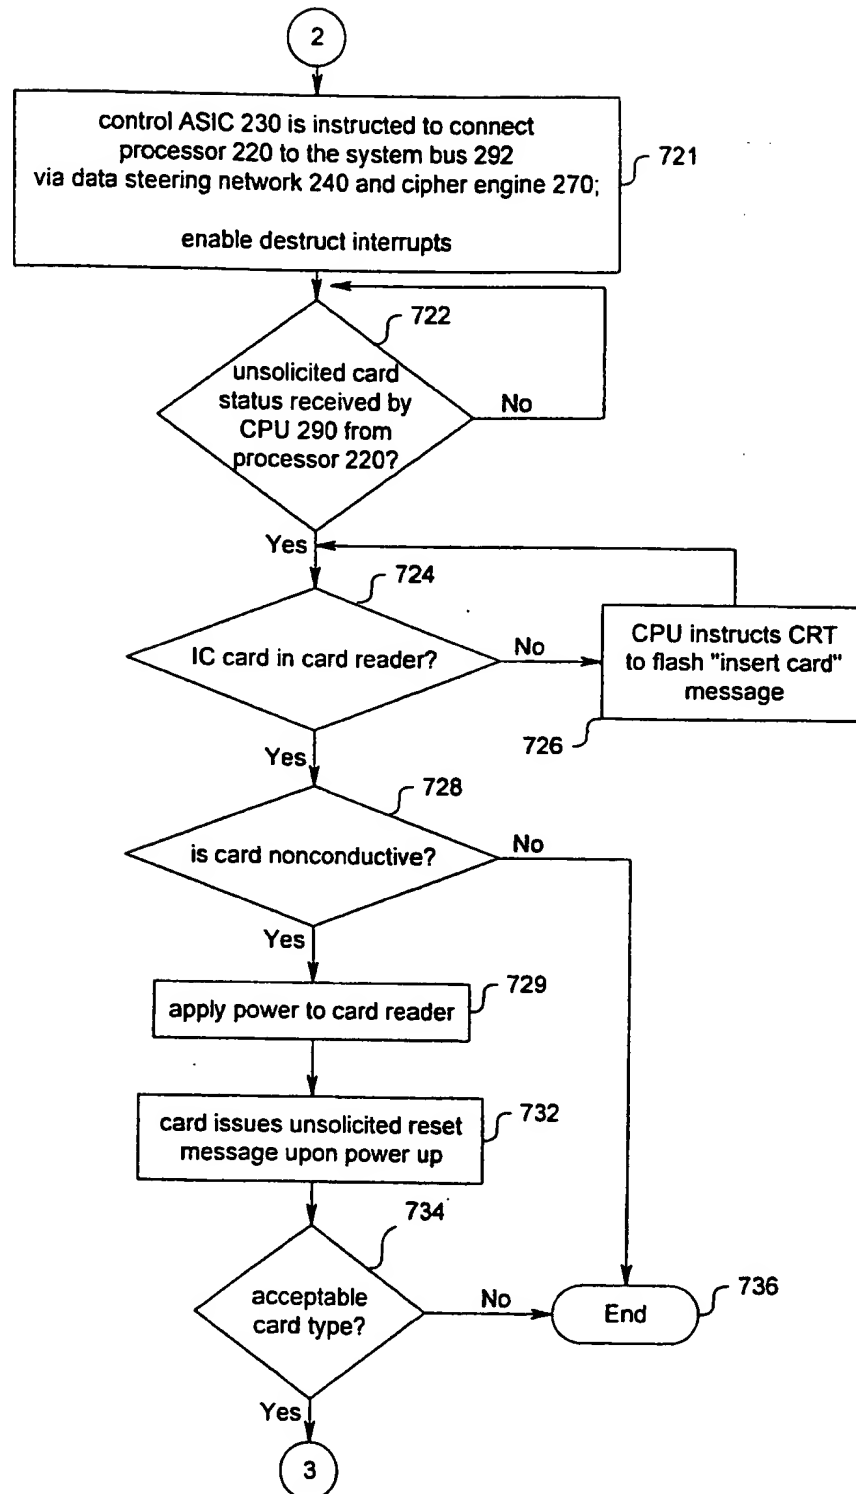 2
control ASIC 230 is instructed to connect
processor 220 to the system bus 292
via data steering network 240 and cipher engine 270;
enable destruct interrupts
721
722
unsolicited card
status received by
CPU 290 from
processor 220?
No
Yes
724
IC card in card reader?
No
CPU instructs CRT
to flash "insert card"
message
726
Yes
728
is card nonconductive?
No
Yes
729
apply power to card reader
732
card issues unsolicited reset
message upon power up
734
acceptable
card type?
No
End
736
Yes
3